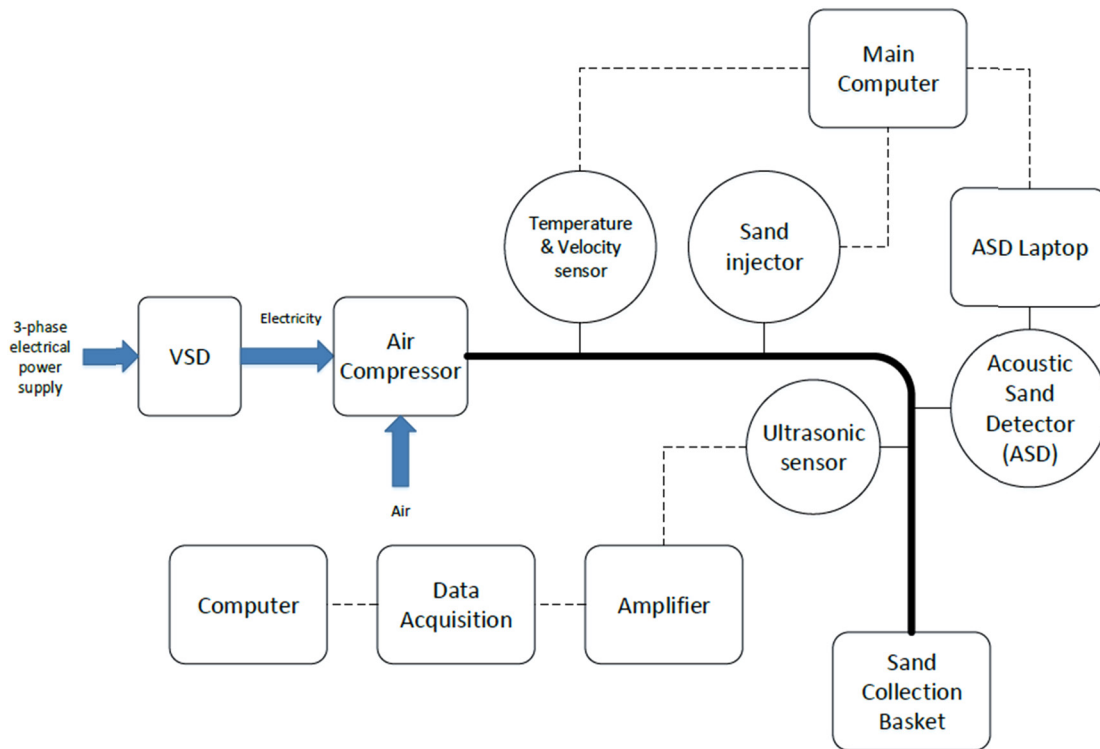 Main
Computer
Temperature
& Velocity
sensor
Sand
injector
ASD Laptop
3-phase
electrical
power
supply
VSD
Electricity
Air
Compressor
Acoustic
Sand
Detector
(ASD)
Ultrasonic
sensor
Air
Computer
Data
Acquisition
Amplifier
Sand
Collection
Basket